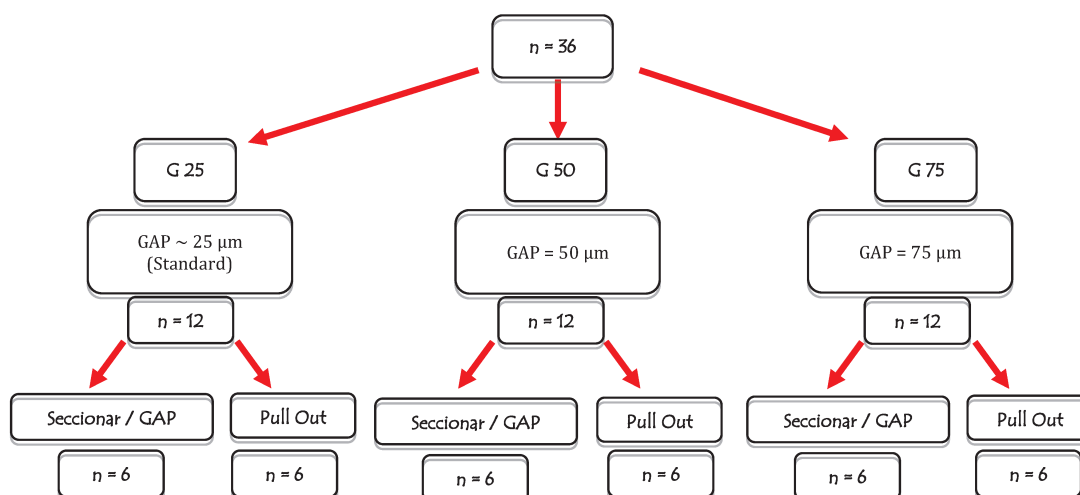 n = 36
G 25
G 50
G 75
GAP ~ 25 µm
(Standard)
GAP = 50 µm
GAP = 75 µm
n = 12
n = 12
n = 12
Seccionar / GAP
Pull Out
Seccionar / GAP
Pull Out
Seccionar / GAP
Pull Out
n = 6
n = 6
n = 6
n = 6
n = 6
n = 6